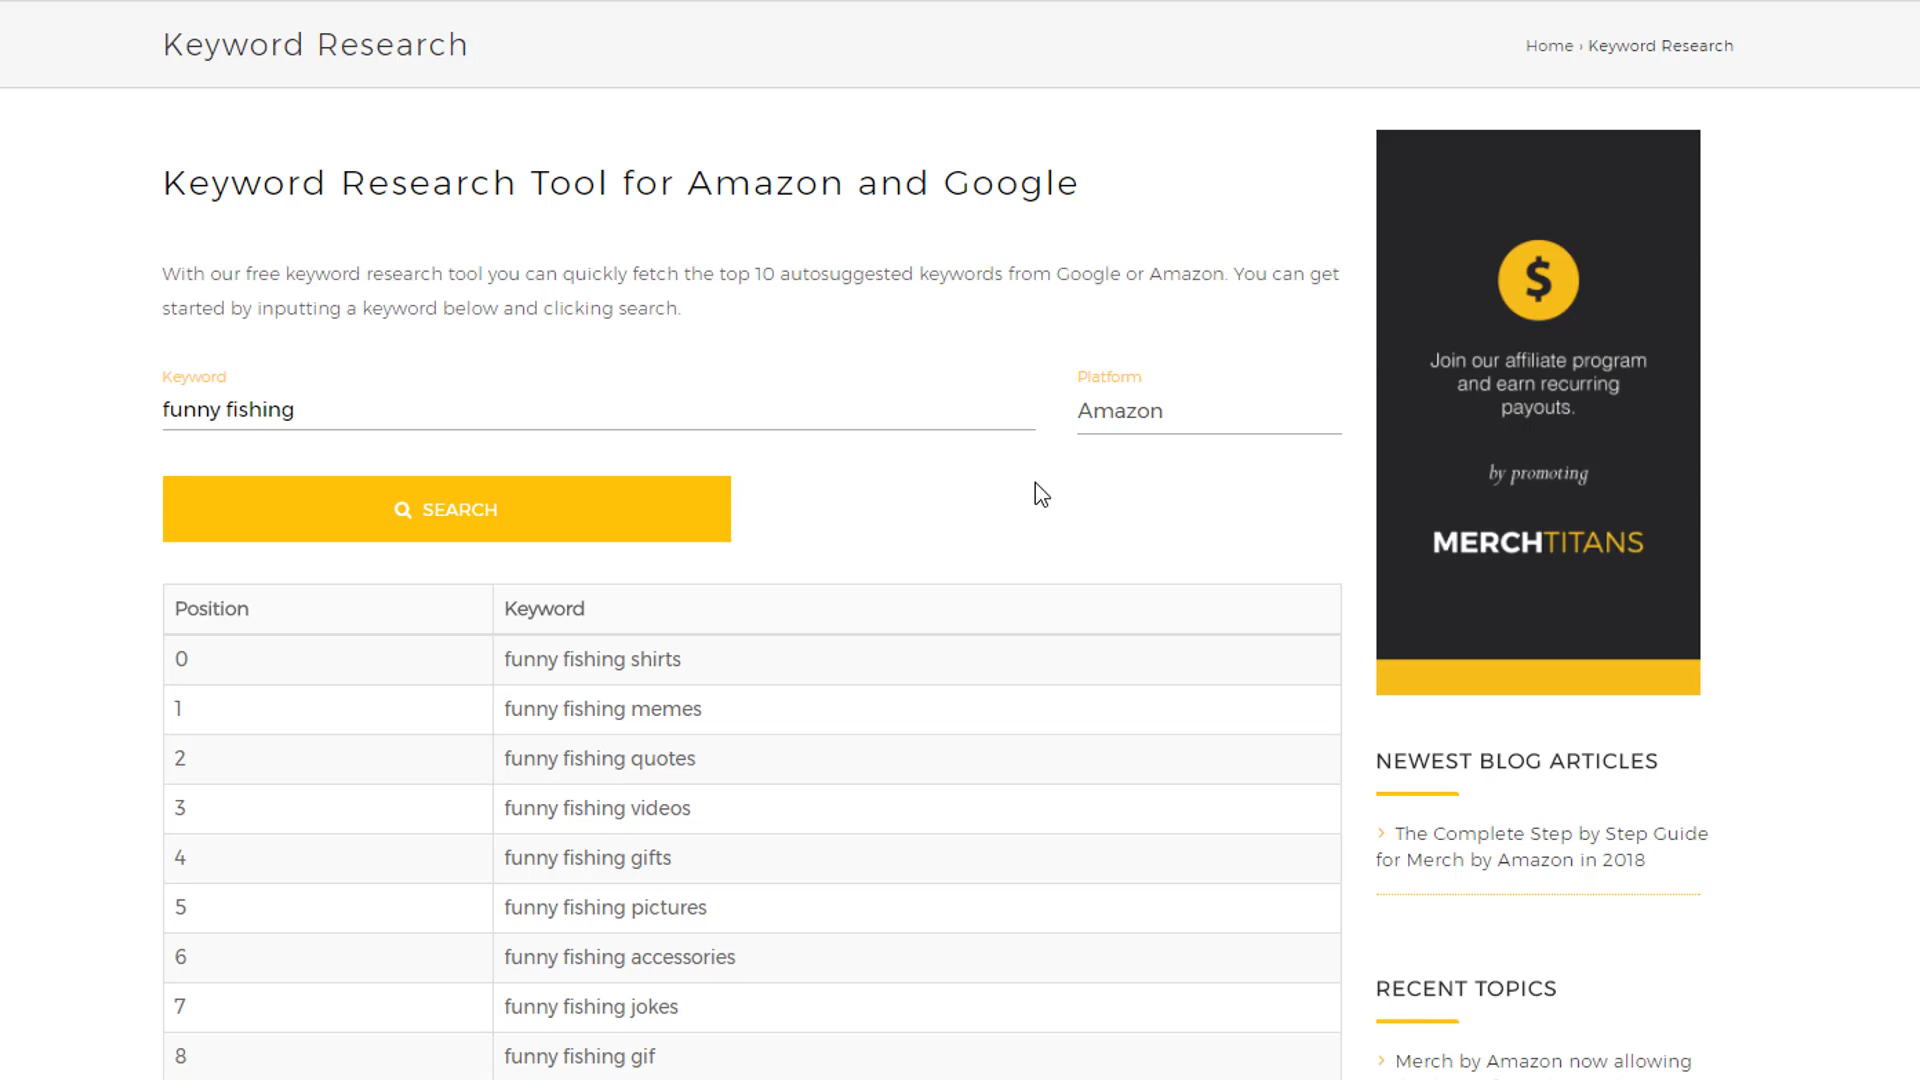 Keyword Research
Home › Keyword Research
Keyword Research Tool for Amazon and Google
With our free keyword research tool you can quickly fetch the top 10 autosuggested keywords from Google or Amazon. You can get
started by inputting a keyword below and clicking search.
Keyword
Platform
funny fishing
Amazon
SEARCH
Position Keyword
0 funny fishing shirts
1 funny fishing memes
2 funny fishing quotes
3 funny fishing videos
4 funny fishing gifts
5 funny fishing pictures
6 funny fishing accessories
7 funny fishing jokes
8 funny fishing gif
$
Join our affiliate program
and earn recurring
payouts.
by promoting
MERCHTITANS
NEWEST BLOG ARTICLES
› The Complete Step by Step Guide
for Merch by Amazon in 2018
RECENT TOPICS
› Merch by Amazon now allowing